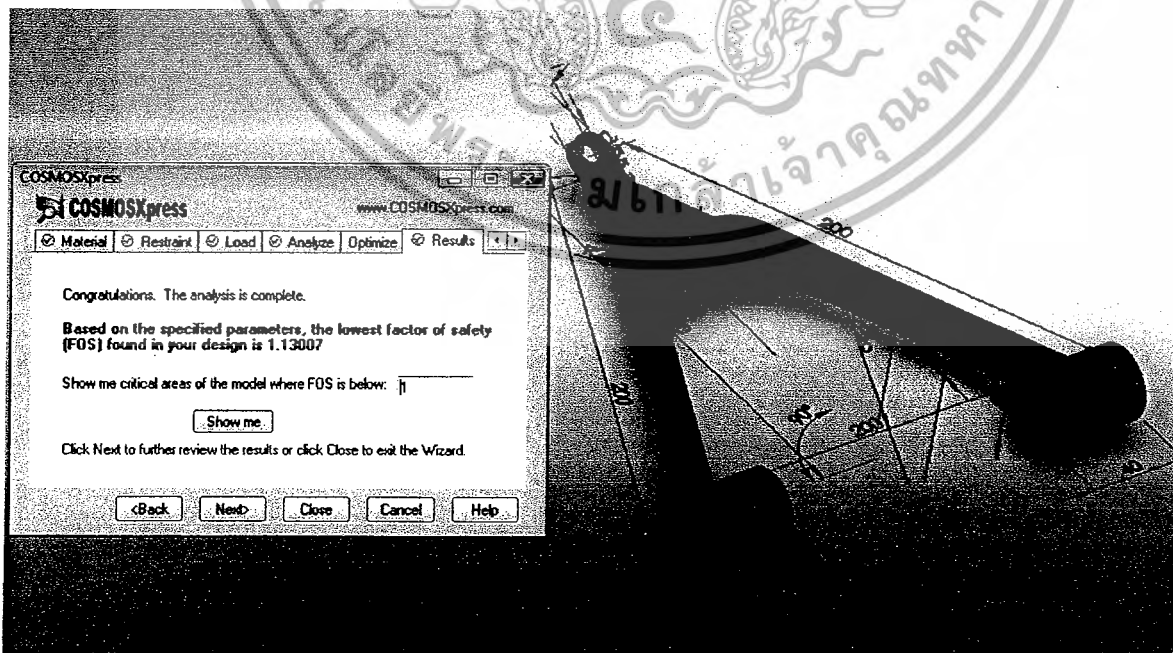 COSMOSXpress
COSMOSXpress
www.COSMOSXpress.com
Material
Restraint
Load
Analyze
Optimize
Results
Congratulations. The analysis is complete.
Based on the specified parameters, the lowest factor of safety
(FOS) found in your design is 1.13007
Show me critical areas of the model where FOS is below: 1
Show me
Click Next to further review the results or click Close to exit the Wizard.
<Back
Next>
Close
Cancel
Help
200
200
90°
200
40